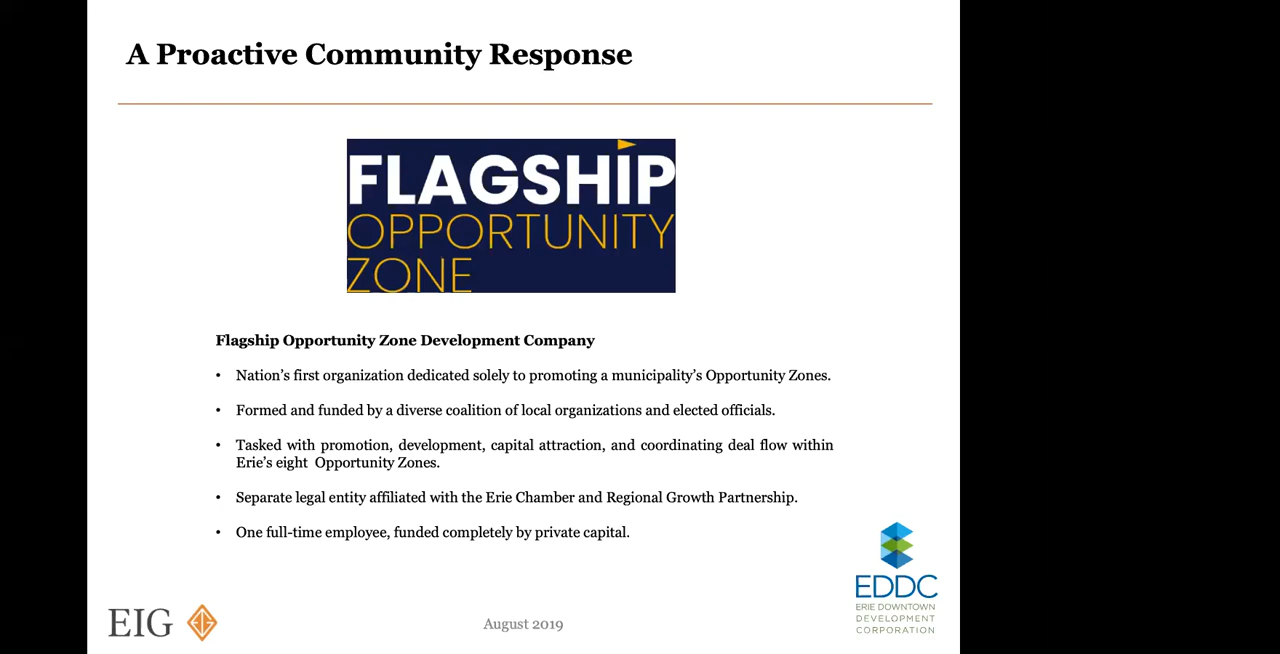 A Proactive Community Response
FLAGSHIP
OPPORTUNITY
ZONE
Flagship Opportunity Zone Development Company
• Nation’s first organization dedicated solely to promoting a municipality’s Opportunity Zones.
• Formed and funded by a diverse coalition of local organizations and elected officials.
• Tasked with promotion, development, capital attraction, and coordinating deal flow within
Erie’s eight  Opportunity Zones.
• Separate legal entity affiliated with the Erie Chamber and Regional Growth Partnership.
• One full-time employee, funded completely by private capital.
EIG
August 2019
EDDC
ERIE DOWNTOWN
DEVELOPMENT
CORPORATION